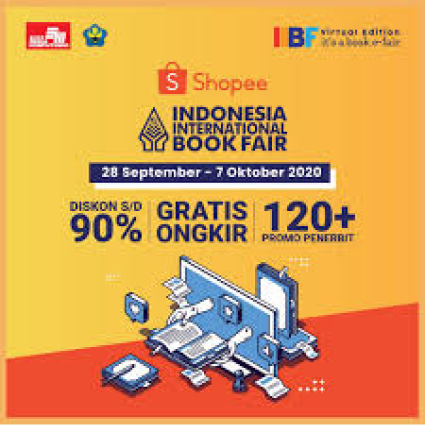 IBF Virtual Edition
it's a book e-fair
Shopee
INDONESIA
INTERNATIONAL
BOOK FAIR
28 September - 7 Oktober 2020
DISKON S/D
90%
GRATIS
ONGKIR
120+
PROMO PENERBIT